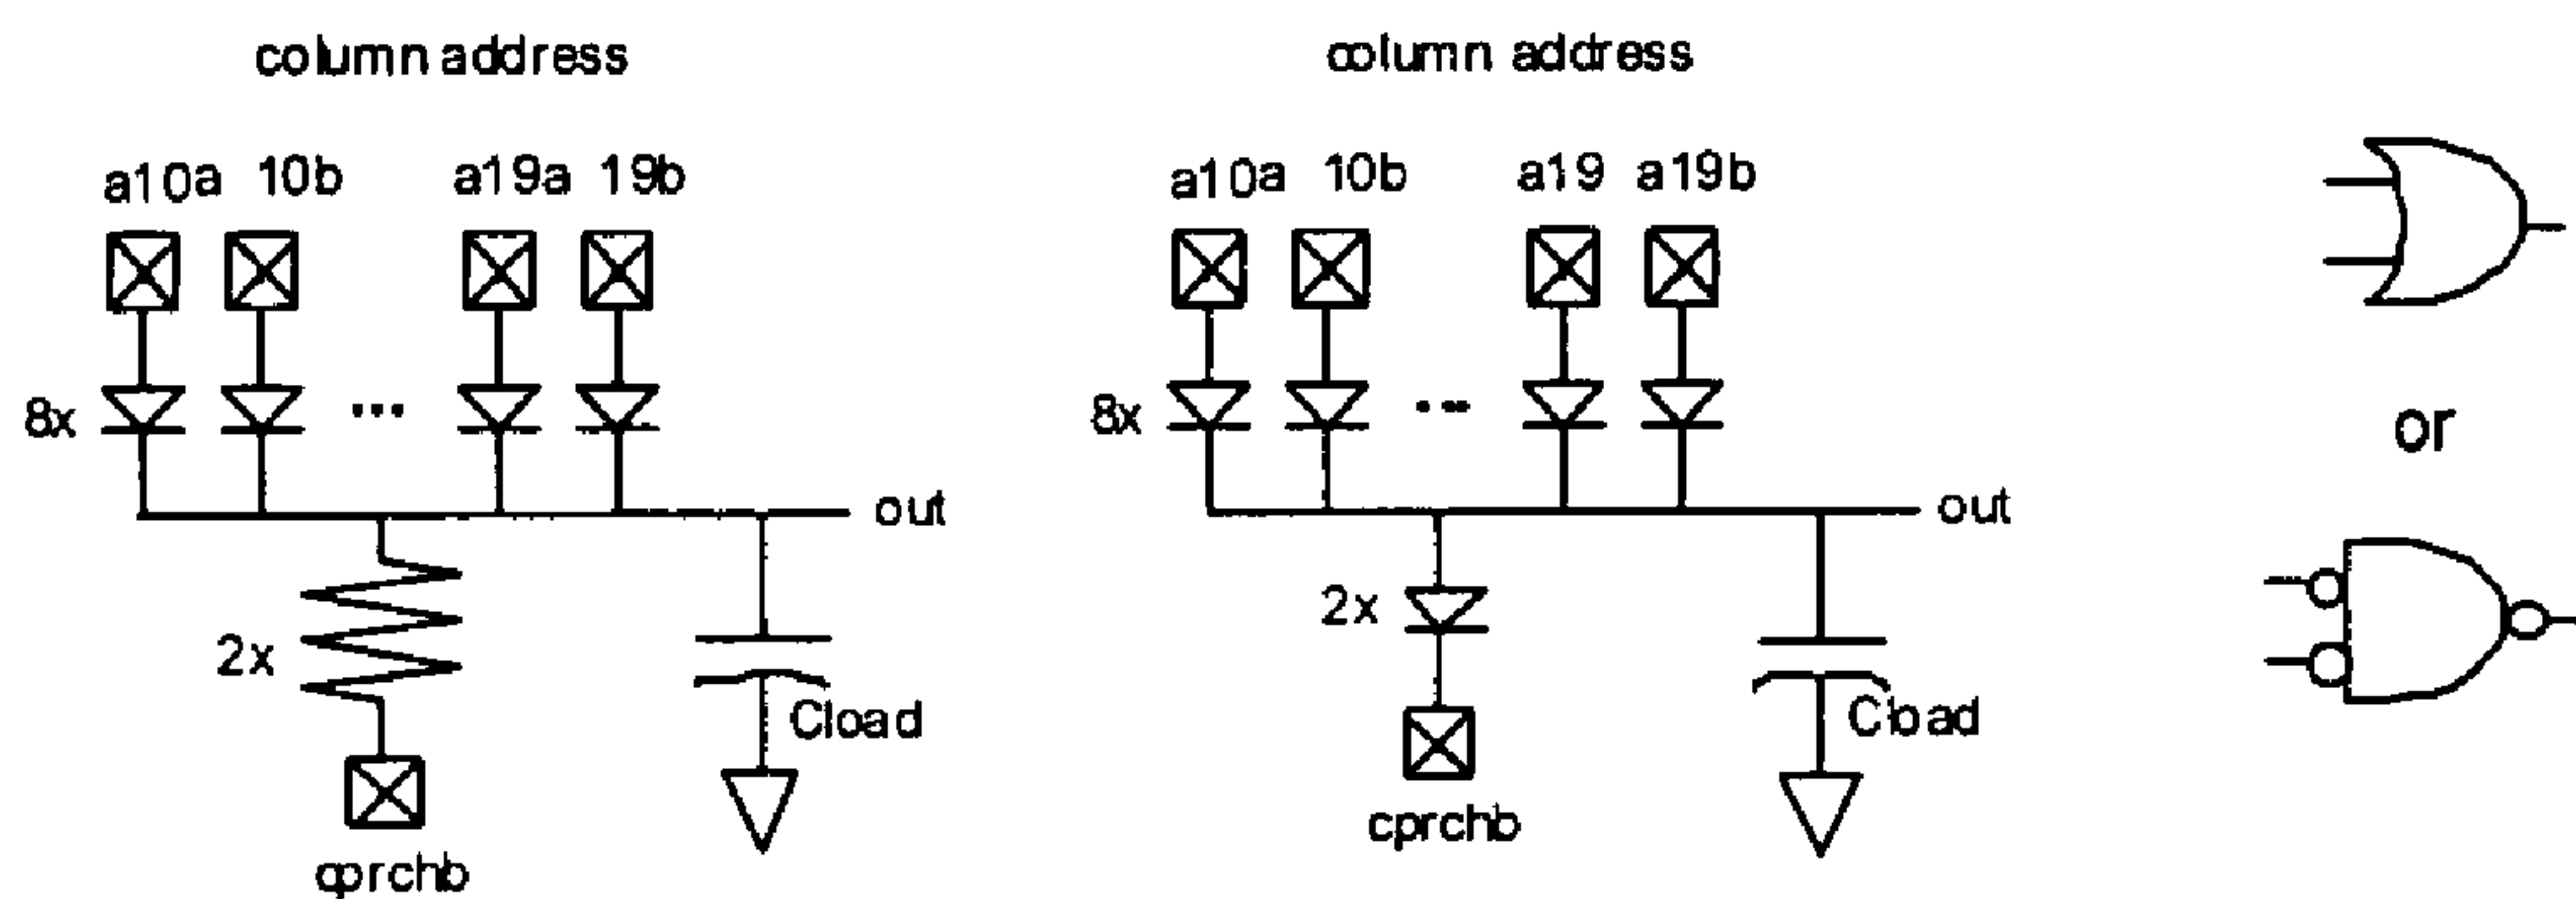 column address
a10a 10b a19a 19b
8x
out
2x
Cload
cprchb
column address
a10a 10b a19 a19b
8x
out
2x
Cload
cprchb
or